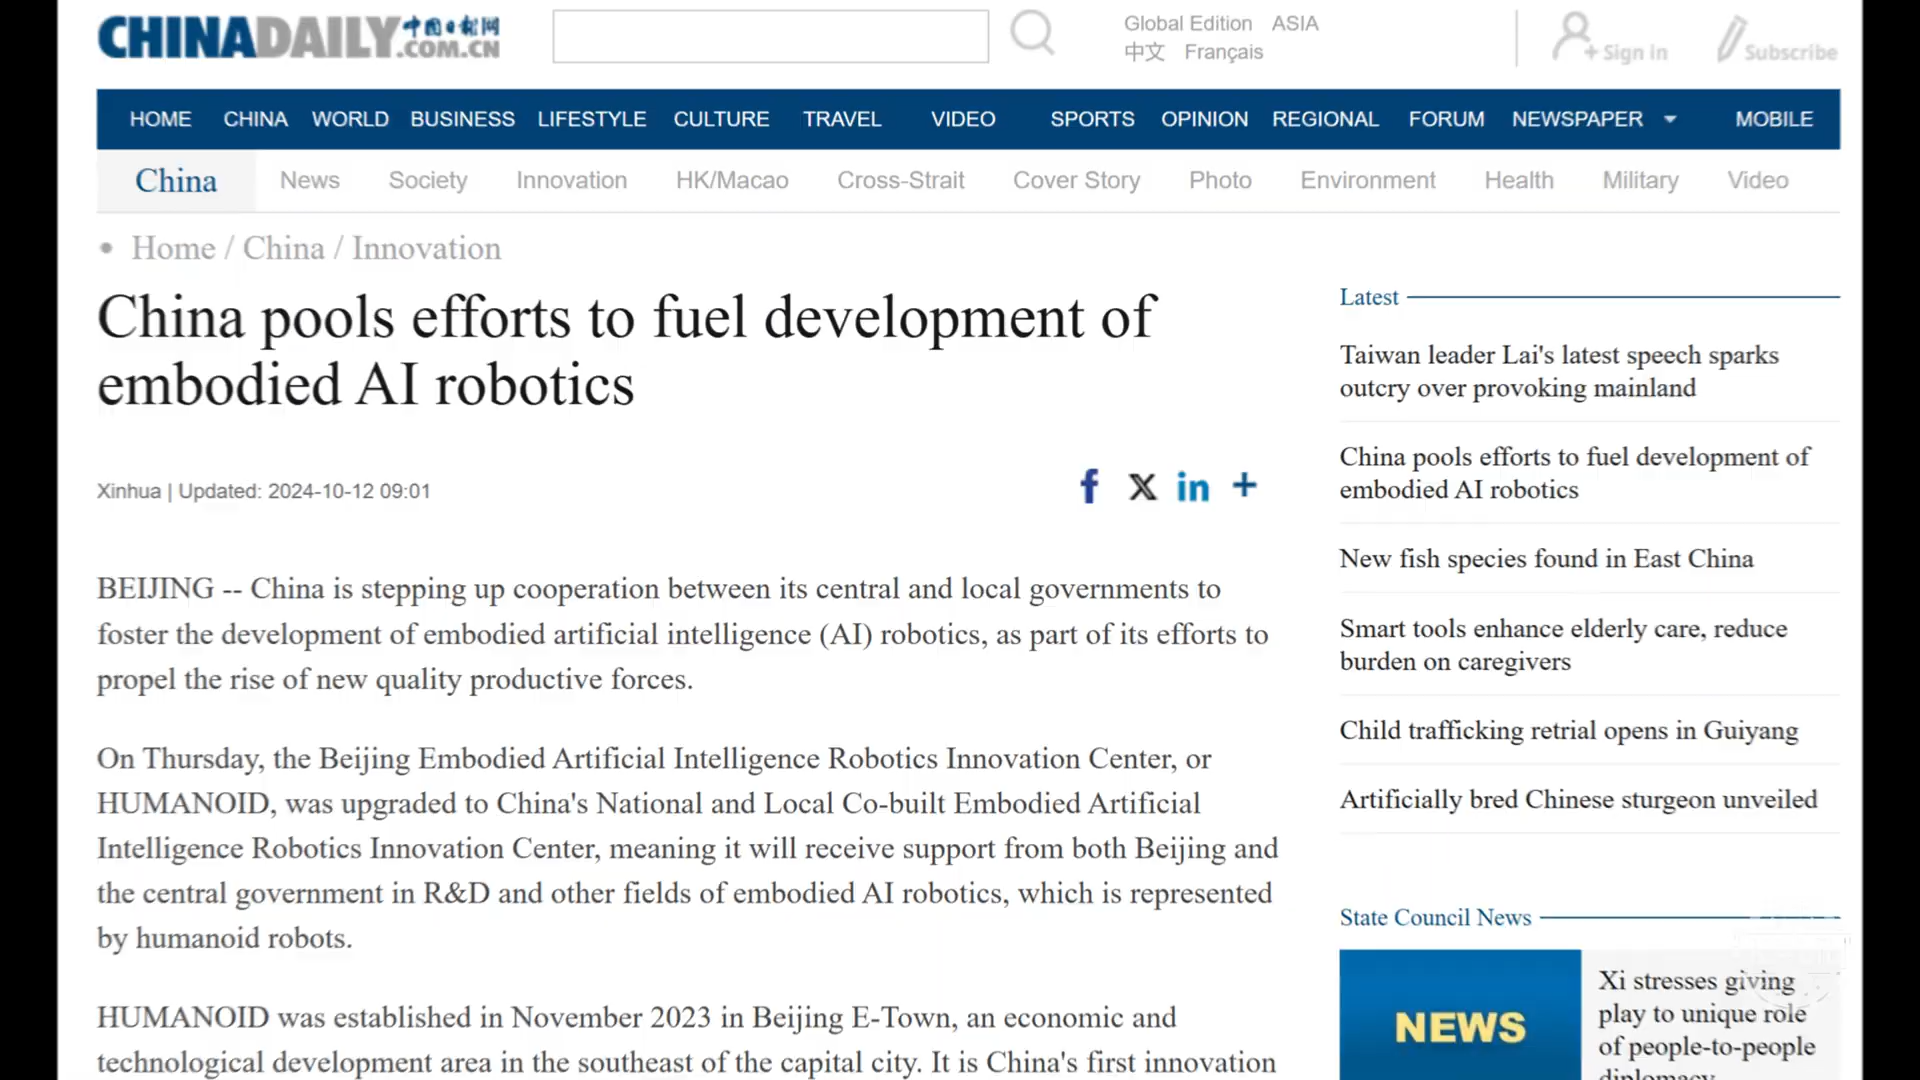 CHINADAILY.COM.CN 中国日报网
Global Edition ASIA
中文 Français
Sign in
Subscribe
HOME CHINA WORLD BUSINESS LIFESTYLE CULTURE TRAVEL VIDEO SPORTS OPINION REGIONAL FORUM NEWSPAPER MOBILE
China News Society Innovation HK/Macao Cross-Strait Cover Story Photo Environment Health Military Video
Home / China / Innovation
China pools efforts to fuel development of
embodied AI robotics
Xinhua | Updated: 2024-10-12 09:01
f X in +
BEIJING -- China is stepping up cooperation between its central and local governments to
foster the development of embodied artificial intelligence (AI) robotics, as part of its efforts to
propel the rise of new quality productive forces.
On Thursday, the Beijing Embodied Artificial Intelligence Robotics Innovation Center, or
HUMANOID, was upgraded to China's National and Local Co-built Embodied Artificial
Intelligence Robotics Innovation Center, meaning it will receive support from both Beijing and
the central government in R&D and other fields of embodied AI robotics, which is represented
by humanoid robots.
HUMANOID was established in November 2023 in Beijing E-Town, an economic and
technological development area in the southeast of the capital city. It is China's first innovation
Latest
Taiwan leader Lai's latest speech sparks
outcry over provoking mainland
China pools efforts to fuel development of
embodied AI robotics
New fish species found in East China
Smart tools enhance elderly care, reduce
burden on caregivers
Child trafficking retrial opens in Guiyang
Artificially bred Chinese sturgeon unveiled
State Council News
NEWS
Xi stresses giving
play to unique role
of people-to-people
diplomacy